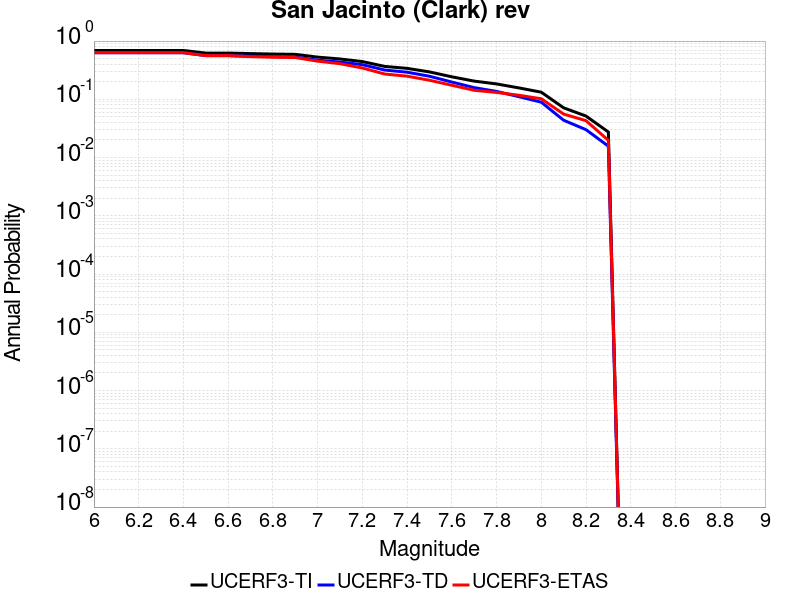 San Jacinto (Clark) rev
Annual Probability
10^0
10^-1
10^-2
10^-3
10^-4
10^-5
10^-6
10^-7
10^-8
6 6.2 6.4 6.6 6.8 7 7.2 7.4 7.6 7.8 8 8.2 8.4 8.6 8.8 9
Magnitude
UCERF3-TI UCERF3-TD UCERF3-ETAS